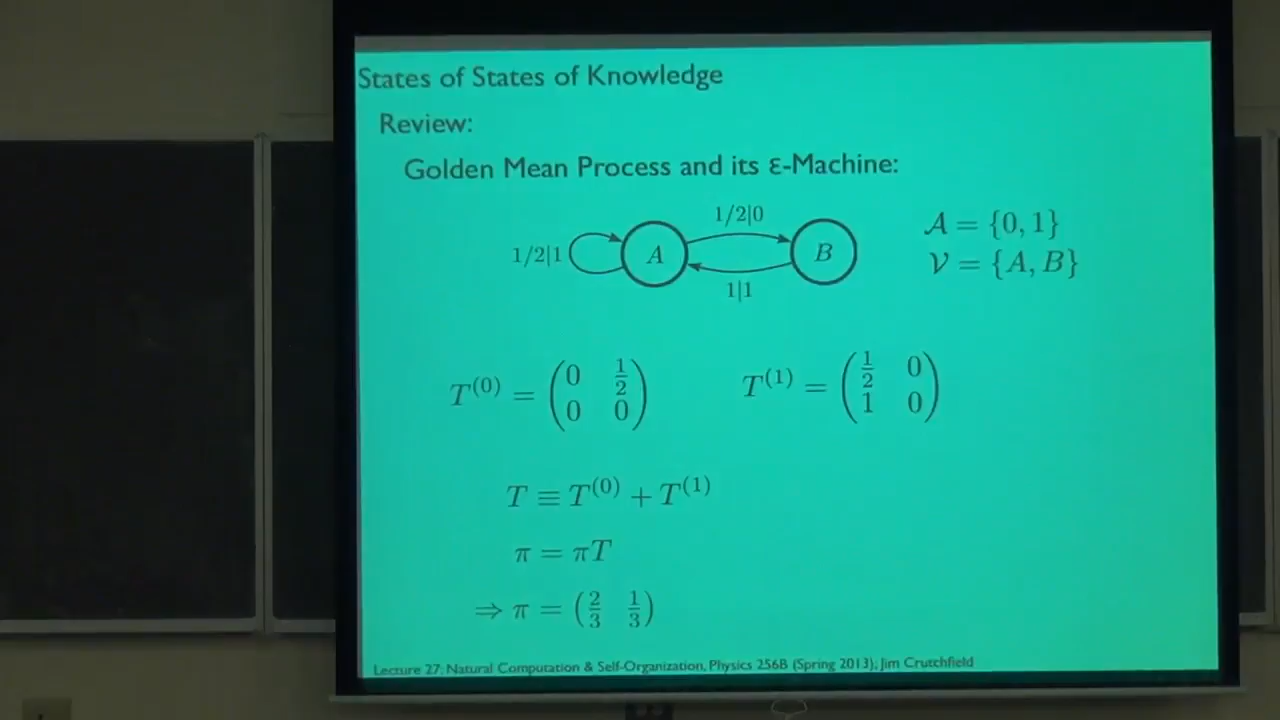 States of States of Knowledge
Review:
Golden Mean Process and its ε-Machine:
1/2|0
1/2|1 A B
1|1
𝒜 = {0, 1}
𝒱 = {A, B}
T^(0) = (0 1/2; 0 0) T^(1) = (1/2 0; 1 0)
T ≡ T^(0) + T^(1)
π = πT
⇒ π = (2/3 1/3)
Lecture 27: Natural Computation & Self-Organization, Physics 256B (Spring 2013); Jim Crutchfield